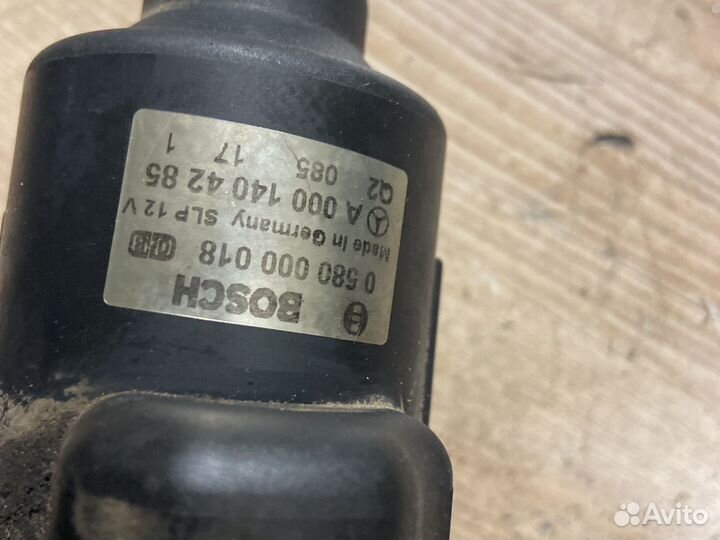 BOSCH
0 580 000 018
Made in Germany SLP 12 V
A 000 140 42 85
Q2 085 17 1
Avito